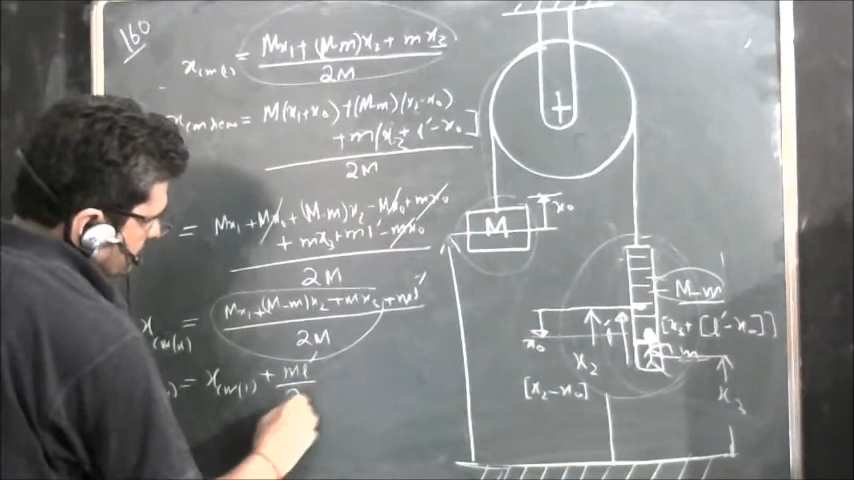 160
x_cm(i) = Mx₁ + (M-m)x₂ + mx₂
2M
x_cm new = M(x₁+x₀) + (M-m)(x₂-x₀)
+ m[x₂ + l' - x₀]
2M
= Mx₁ + Mx₀ + (M-m)x₂ - Mx₀ + mx₀
+ mx₃ + ml' - mx₀
2M
x_cm(n) = Mx₁ + (M-m)x₂ + mx₃ + ml'
2M
= x_cm(i) + ml'
M
x₀
M-m
[x₃ + [l'-x₀]]
m
x₀
x₂
[x₂-x₀]
x₃